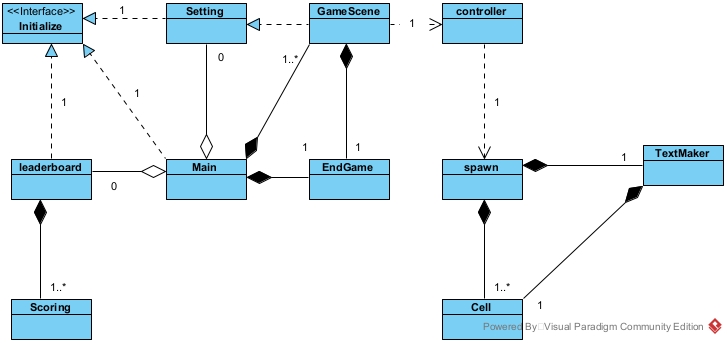 <<Interface>>
Initialize
1
Setting
GameScene
1
controller
0
1..*
1
1
1
1
leaderboard
0
Main
EndGame
spawn
1
TextMaker
1..*
1..*
Scoring
Cell
1
Powered By Visual Paradigm Community Edition